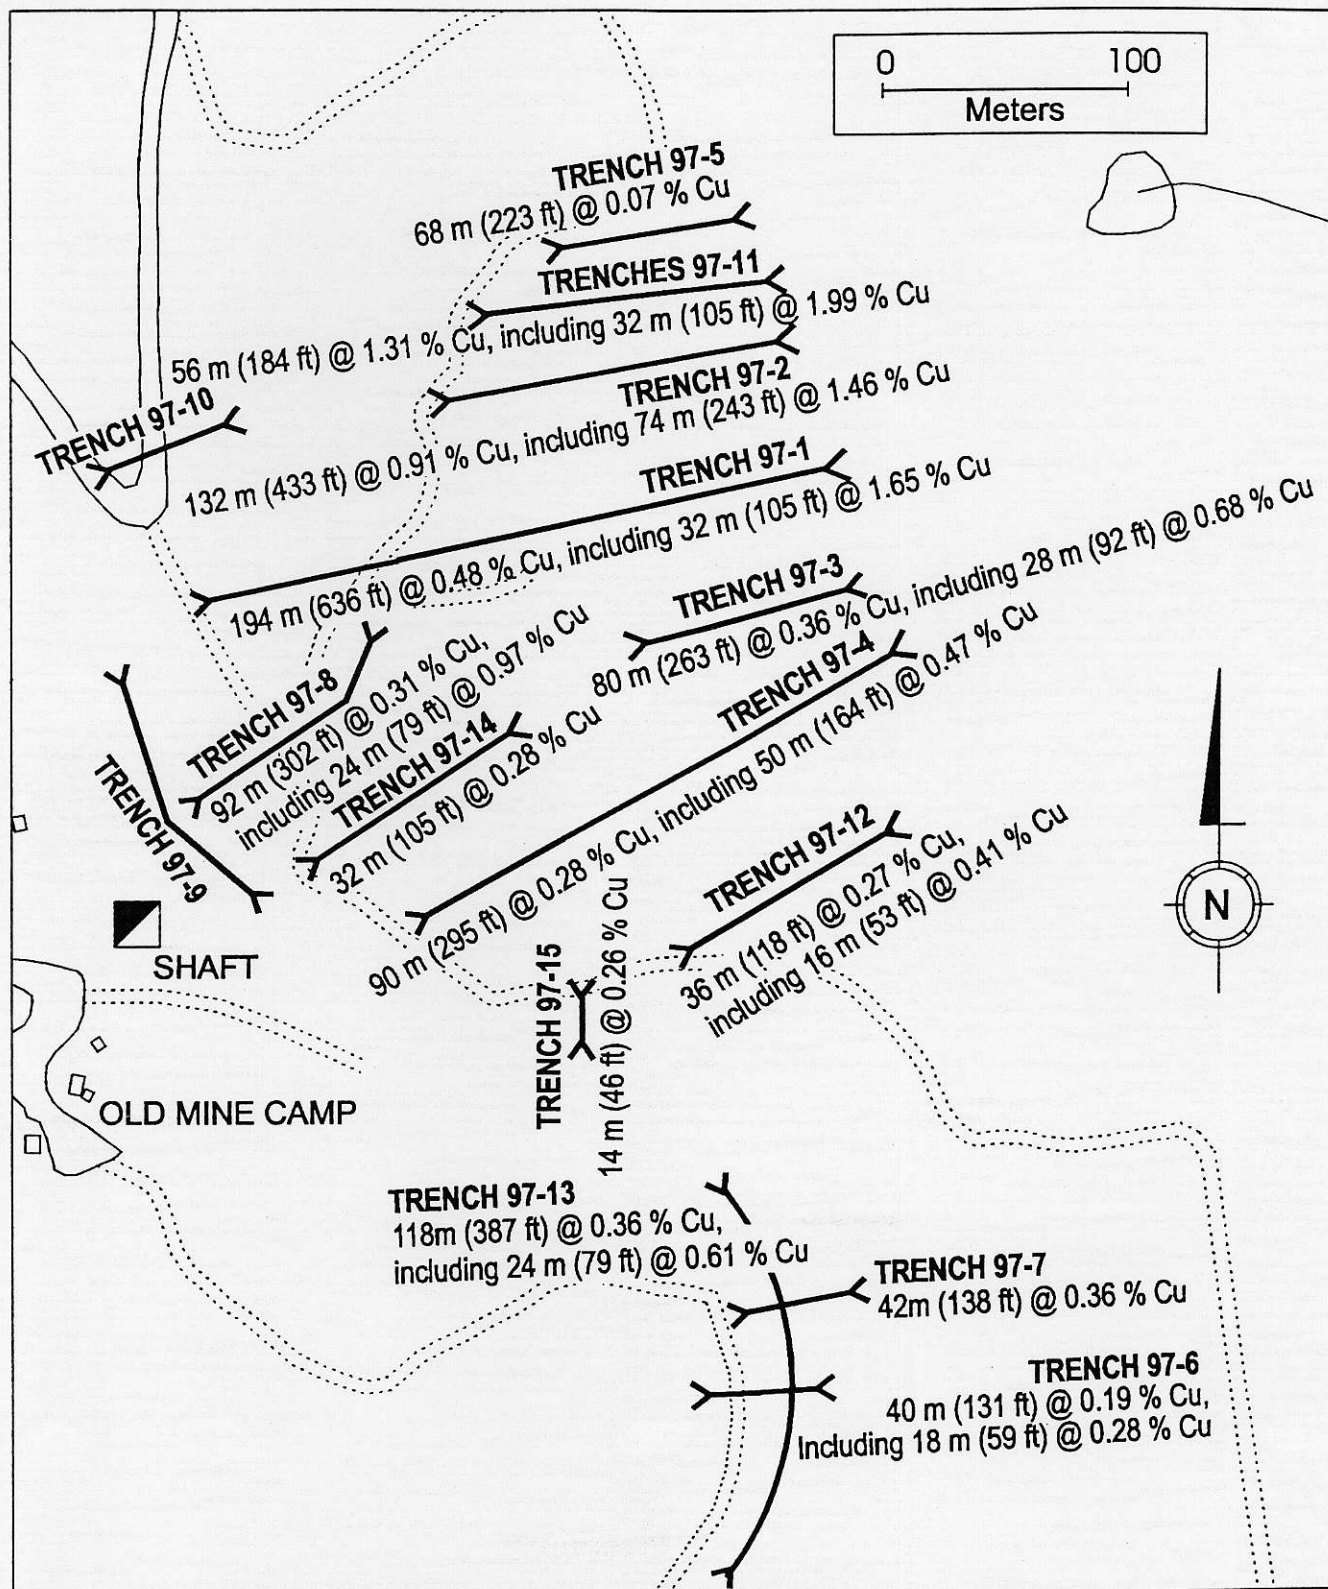 0 100
Meters
TRENCH 97-5
68 m (223 ft) @ 0.07 % Cu
TRENCHES 97-11
56 m (184 ft) @ 1.31 % Cu, including 32 m (105 ft) @ 1.99 % Cu
TRENCH 97-2
132 m (433 ft) @ 0.91 % Cu, including 74 m (243 ft) @ 1.46 % Cu
TRENCH 97-10
TRENCH 97-1
194 m (636 ft) @ 0.48 % Cu, including 32 m (105 ft) @ 1.65 % Cu
TRENCH 97-3
80 m (263 ft) @ 0.36 % Cu, including 28 m (92 ft) @ 0.68 % Cu
TRENCH 97-4
90 m (295 ft) @ 0.28 % Cu, including 50 m (164 ft) @ 0.47 % Cu
TRENCH 97-8
92 m (302 ft) @ 0.31 % Cu,
including 24 m (79 ft) @ 0.97 % Cu
TRENCH 97-14
32 m (105 ft) @ 0.28 % Cu
TRENCH 97-9
TRENCH 97-12
36 m (118 ft) @ 0.27 % Cu,
including 16 m (53 ft) @ 0.41 % Cu
N
SHAFT
TRENCH 97-15
14 m (46 ft) @ 0.26 % Cu
OLD MINE CAMP
TRENCH 97-13
118m (387 ft) @ 0.36 % Cu,
including 24 m (79 ft) @ 0.61 % Cu
TRENCH 97-7
42m (138 ft) @ 0.36 % Cu
TRENCH 97-6
40 m (131 ft) @ 0.19 % Cu,
Including 18 m (59 ft) @ 0.28 % Cu